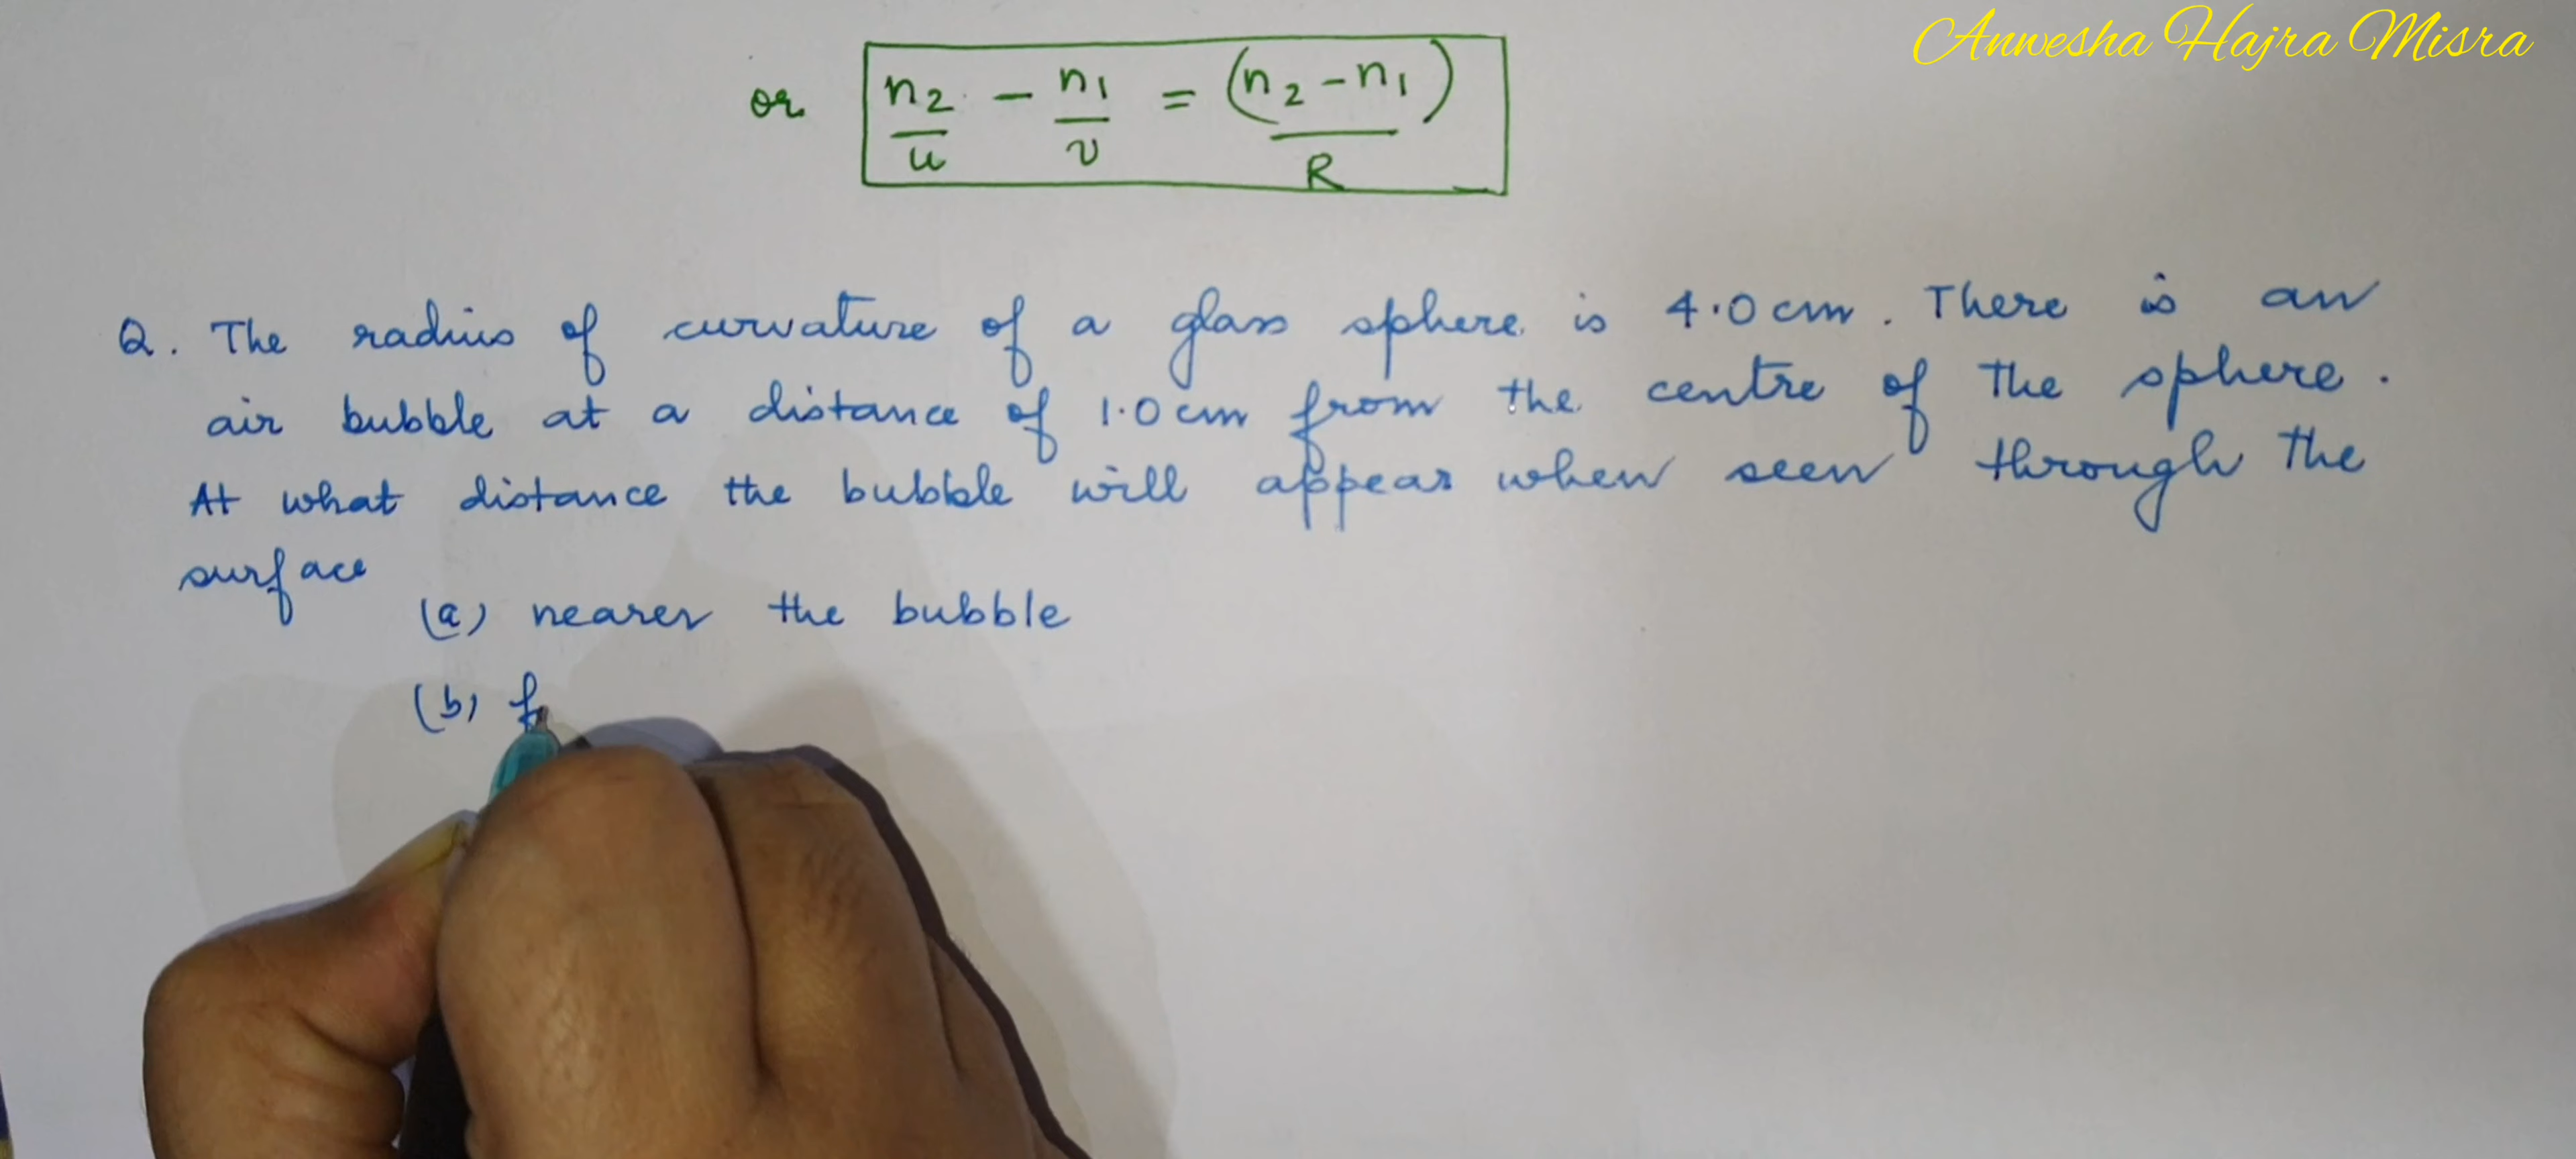 Anwesha Hajra Misra
or n₂/u - n₁/v = (n₂ - n₁)/R
Q. The radius of curvature of a glass sphere is 4.0 cm. There is an
air bubble at a distance of 1.0 cm from the centre of the sphere.
At what distance the bubble will appear when seen through the
surface
(a) nearer the bubble
(b) f